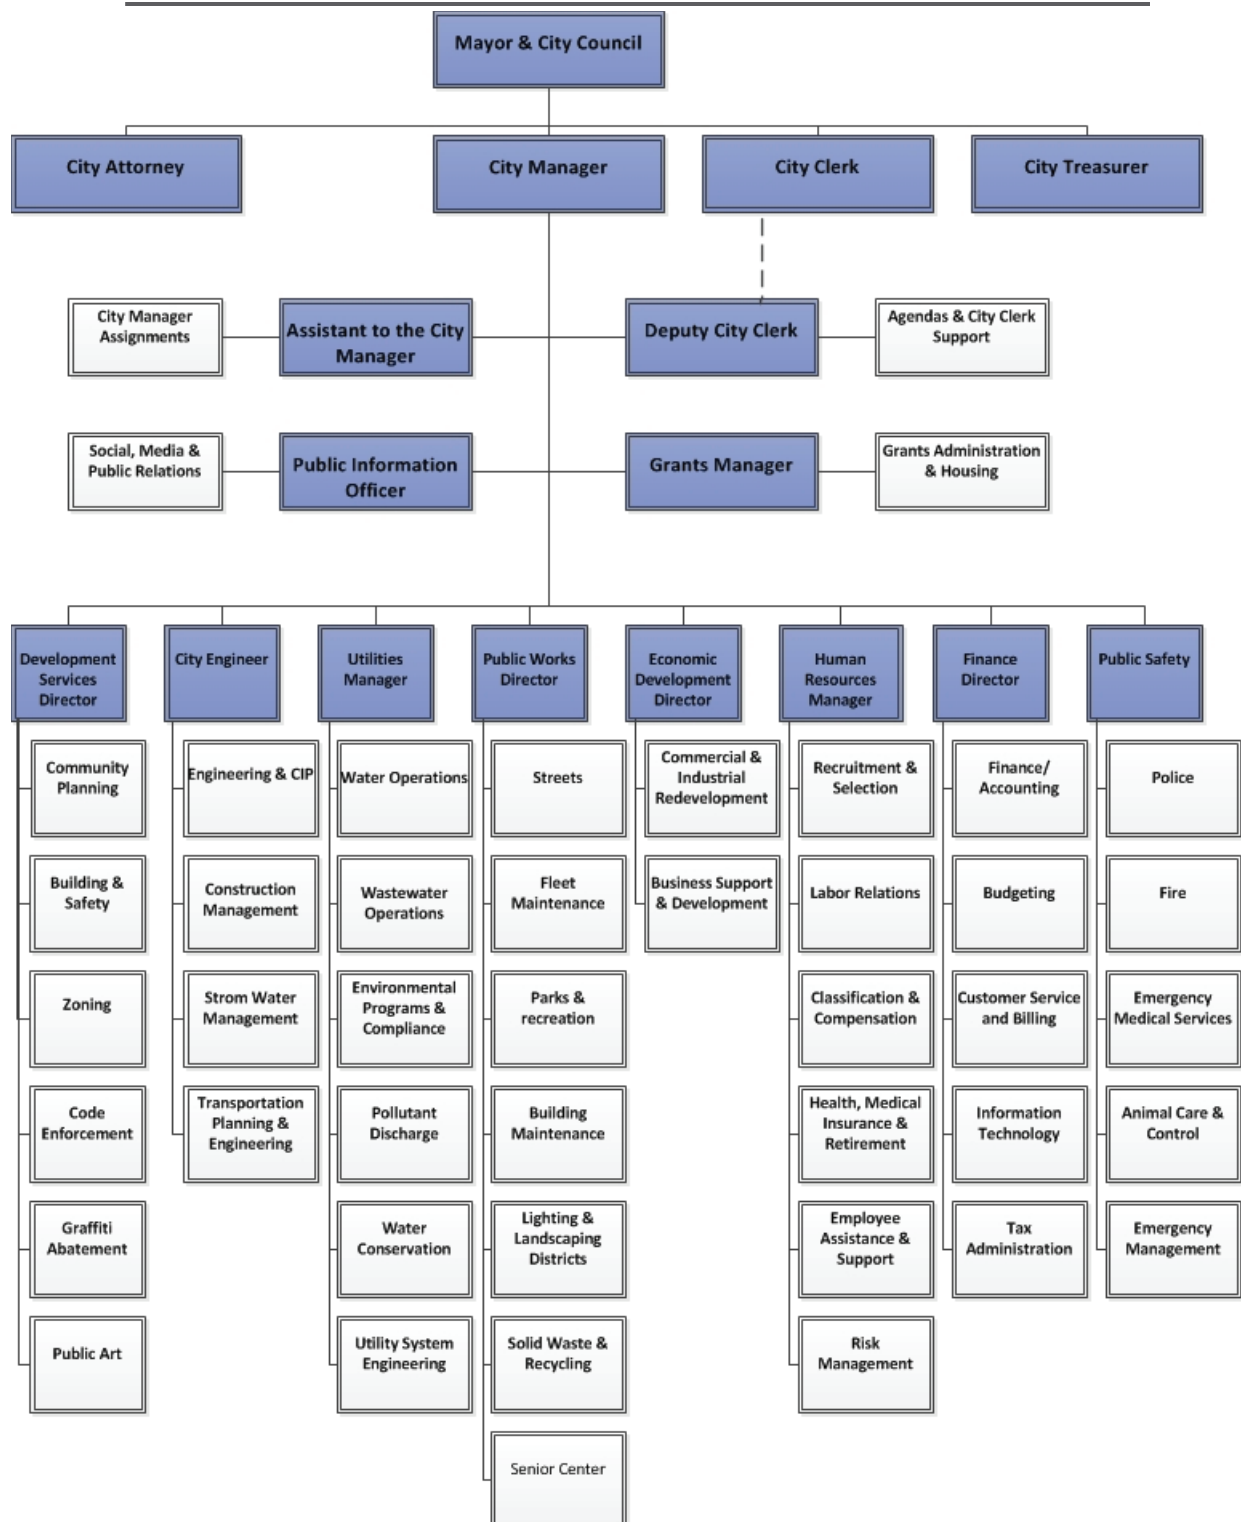 Mayor & City Council
City Attorney
City Manager
City Clerk
City Treasurer
City Manager
Assignments
Assistant to the City
Manager
Deputy City Clerk
Agendas & City Clerk
Support
Social, Media &
Public Relations
Public Information
Officer
Grants Manager
Grants Administration
& Housing
Development
Services
Director
City Engineer
Utilities
Manager
Public Works
Director
Economic
Development
Director
Human
Resources
Manager
Finance
Director
Public Safety
Community
Planning
Engineering & CIP
Water Operations
Streets
Commercial &
Industrial
Redevelopment
Recruitment &
Selection
Finance/
Accounting
Police
Building &
Safety
Construction
Management
Wastewater
Operations
Fleet
Maintenance
Business Support
& Development
Labor Relations
Budgeting
Fire
Zoning
Strom Water
Management
Environmental
Programs &
Compliance
Parks &
recreation
Classification &
Compensation
Customer Service
and Billing
Emergency
Medical Services
Code
Enforcement
Transportation
Planning &
Engineering
Pollutant
Discharge
Building
Maintenance
Health, Medical
Insurance &
Retirement
Information
Technology
Animal Care &
Control
Graffiti
Abatement
Water
Conservation
Lighting &
Landscaping
Districts
Employee
Assistance &
Support
Tax
Administration
Emergency
Management
Public Art
Utility System
Engineering
Solid Waste &
Recycling
Risk
Management
Senior Center